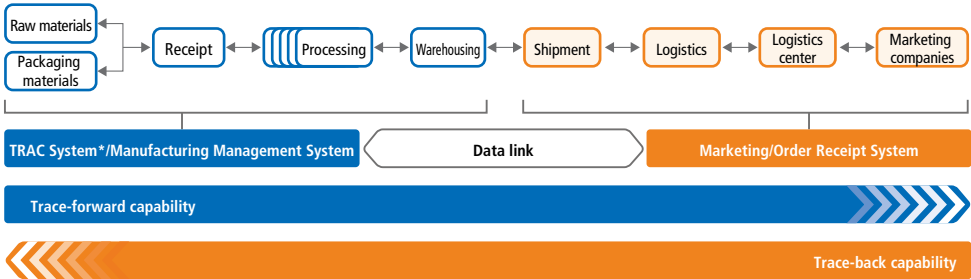 Raw materials
Packaging
materials
Receipt
Processing
Warehousing
Shipment
Logistics
Logistics
center
Marketing
companies
TRAC System*/Manufacturing Management System
Data link
Marketing/Order Receipt System
Trace-forward capability
Trace-back capability